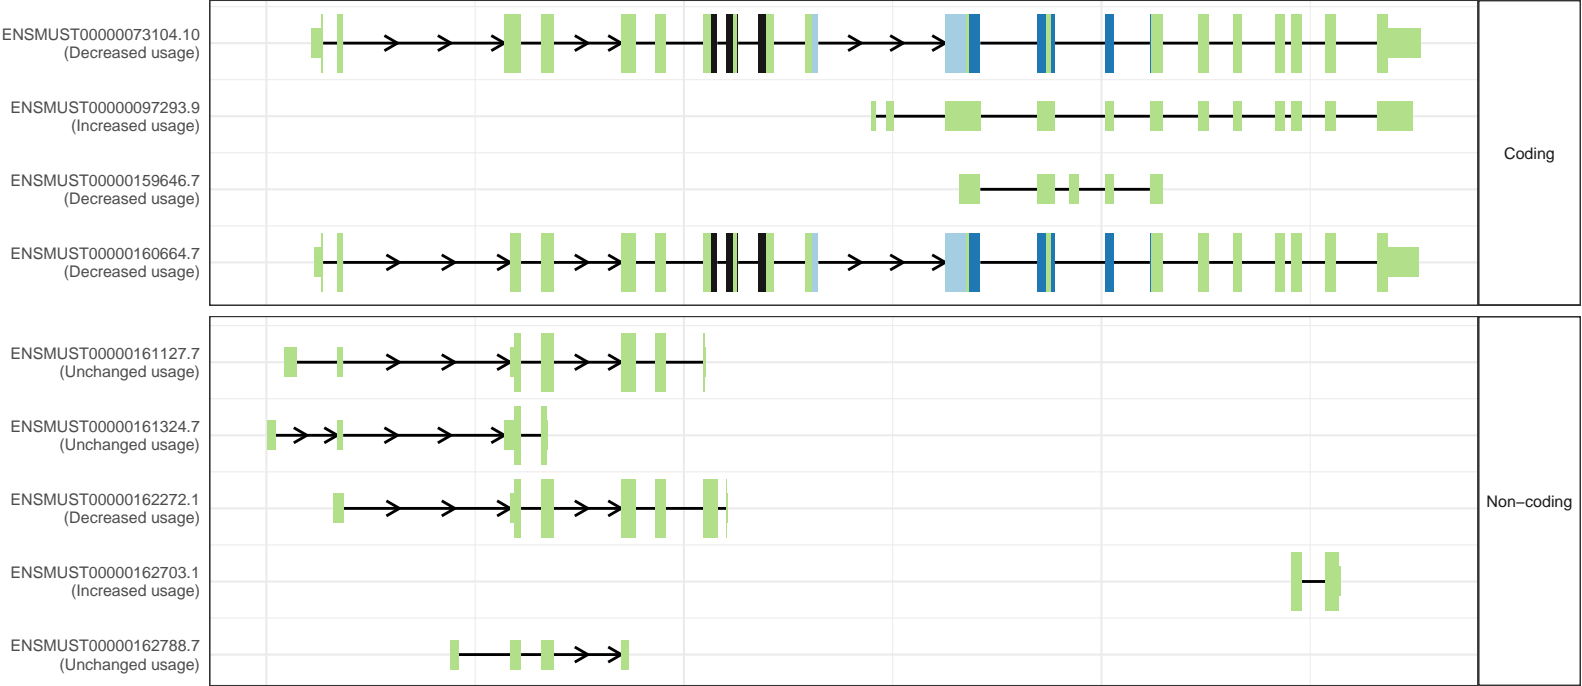 ENSMUST00000073104.10
(Decreased usage)
ENSMUST00000097293.9
(Increased usage)
ENSMUST00000159646.7
(Decreased usage)
ENSMUST00000160664.7
(Decreased usage)
Coding
ENSMUST00000161127.7
(Unchanged usage)
ENSMUST00000161324.7
(Unchanged usage)
ENSMUST00000162272.1
(Decreased usage)
ENSMUST00000162703.1
(Increased usage)
ENSMUST00000162788.7
(Unchanged usage)
Non−coding